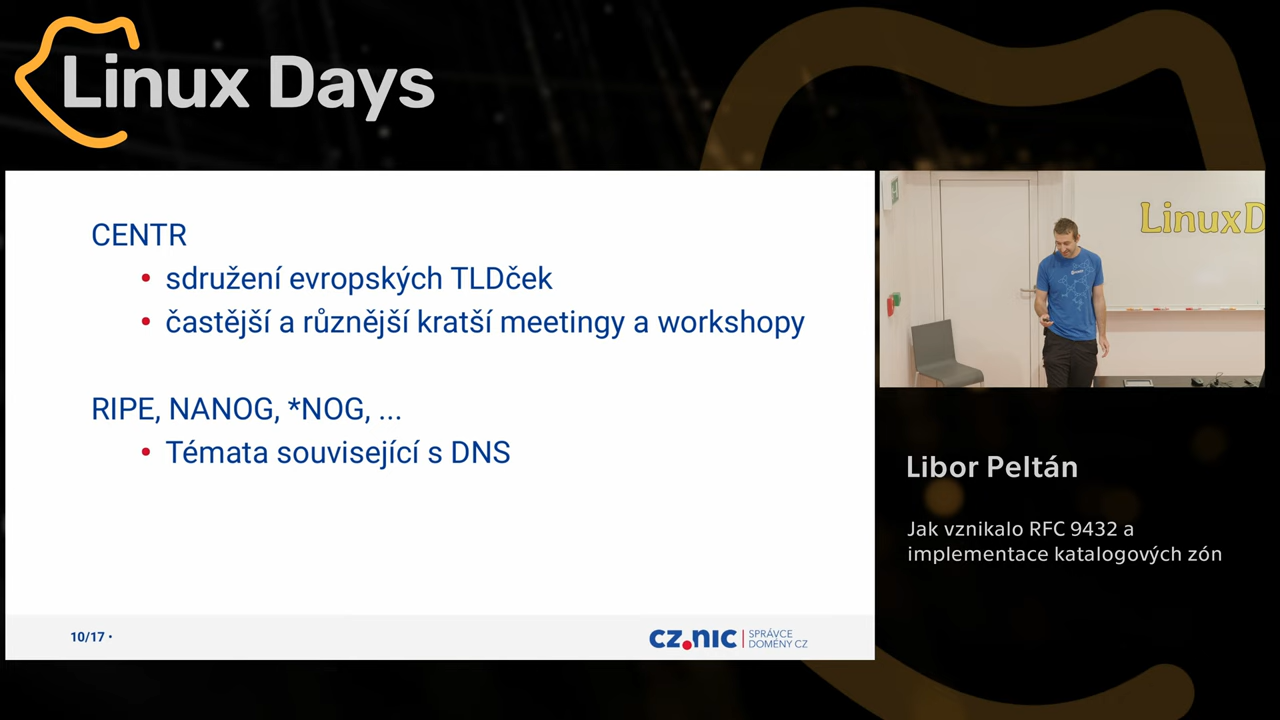 Linux Days
CENTR
• sdružení evropských TLDček
• častější a různější kratší meetingy a workshopy
RIPE, NANOG, *NOG, ...
• Témata související s DNS
10/17 •
cz.nic
SPRÁVCE
DOMÉNY CZ
LinuxD
Libor Peltán
Jak vznikalo RFC 9432 a
implementace katalogových zón